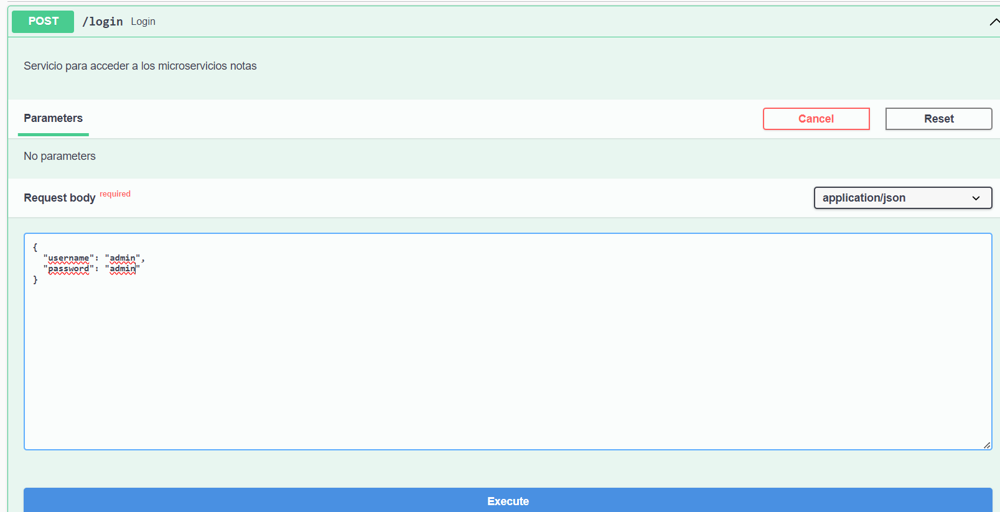 POST /login Login
Servicio para acceder a los microservicios notas
Parameters
Cancel
Reset
No parameters
Request body required
application/json
{
  "username": "admin",
  "password": "admin"
}
Execute